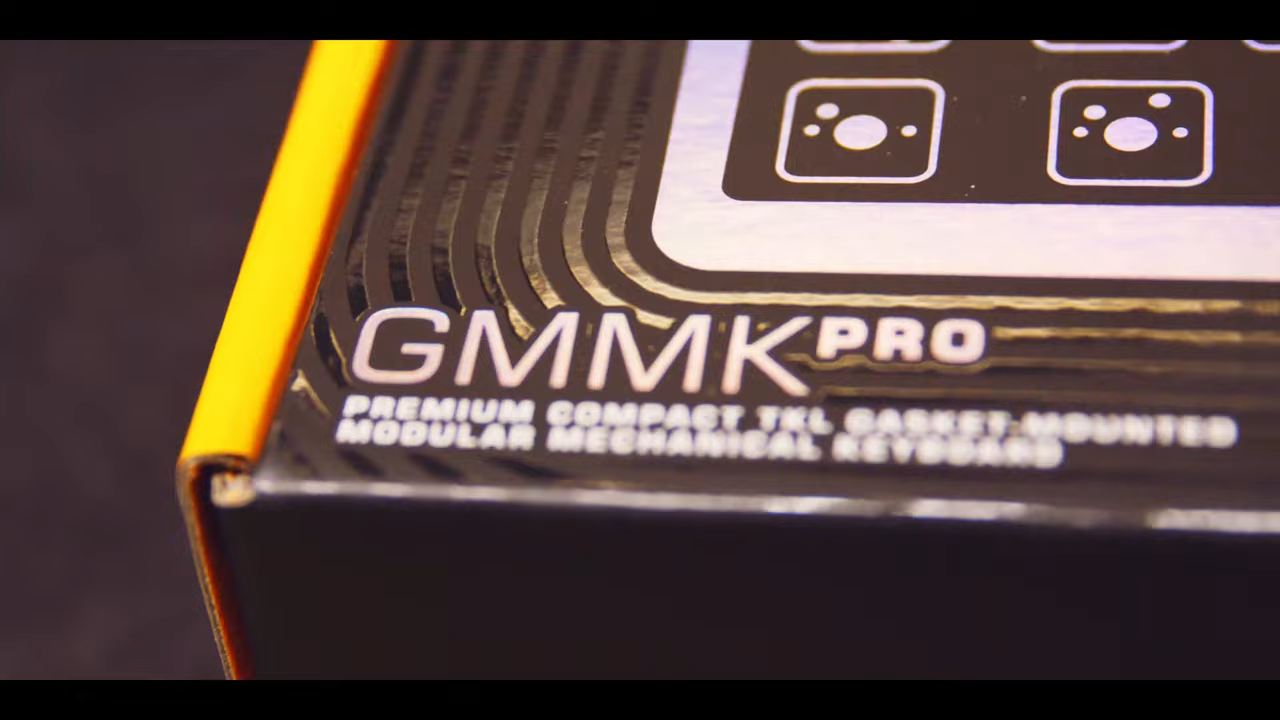 GMMK PRO
PREMIUM COMPACT TKL GASKET-MOUNTED
MODULAR MECHANICAL KEYBOARD